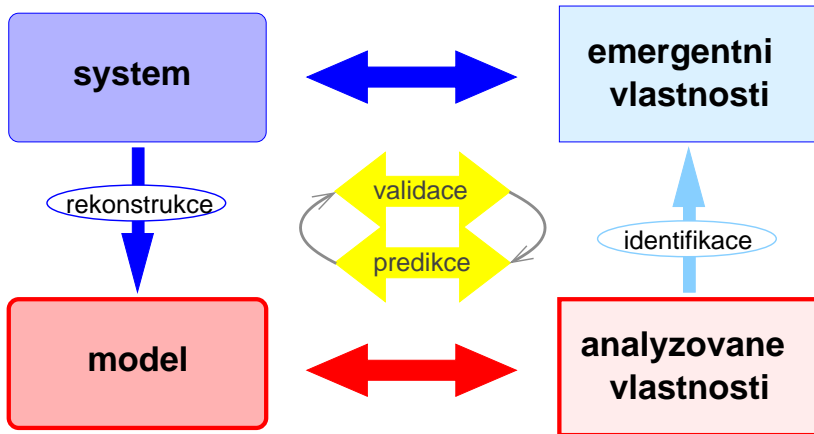 system
emergentni
vlastnosti
rekonstrukce
validace
predikce
identifikace
model
analyzovane
vlastnosti